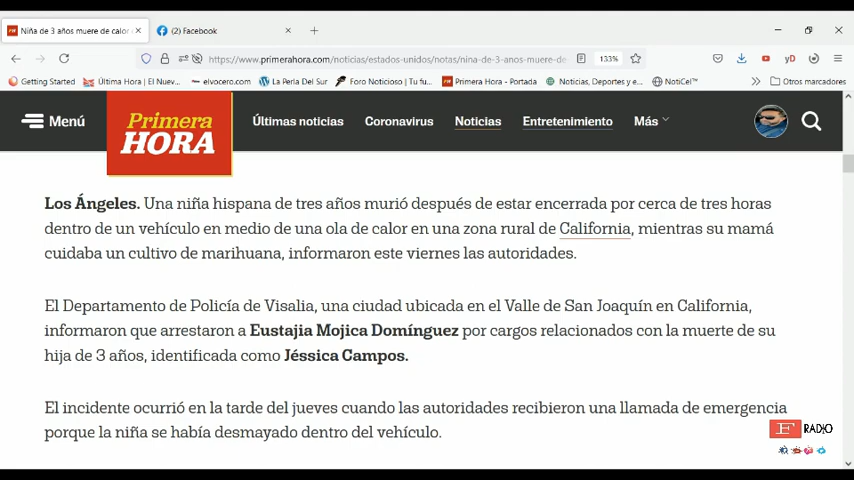 Niña de 3 años muere de calor
(2) Facebook
https://www.primerahora.com/noticias/estados-unidos/notas/nina-de-3-anos-muere-de-
133%
yD
Getting Started
Última Hora | El Nuev...
elvocero.com
La Perla Del Sur
Foro Noticioso | Tu fu...
Primera Hora - Portada
Noticias, Deportes y e...
NotiCel™
Otros marcadores
Menú
Primera
HORA
Últimas noticias
Coronavirus
Noticias
Entretenimiento
Más
Los Ángeles. Una niña hispana de tres años murió después de estar encerrada por cerca de tres horas
dentro de un vehículo en medio de una ola de calor en una zona rural de California, mientras su mamá
cuidaba un cultivo de marihuana, informaron este viernes las autoridades.
El Departamento de Policía de Visalia, una ciudad ubicada en el Valle de San Joaquín en California,
informaron que arrestaron a Eustajia Mojica Domínguez por cargos relacionados con la muerte de su
hija de 3 años, identificada como Jéssica Campos.
El incidente ocurrió en la tarde del jueves cuando las autoridades recibieron una llamada de emergencia
porque la niña se había desmayado dentro del vehículo.
F RADIO